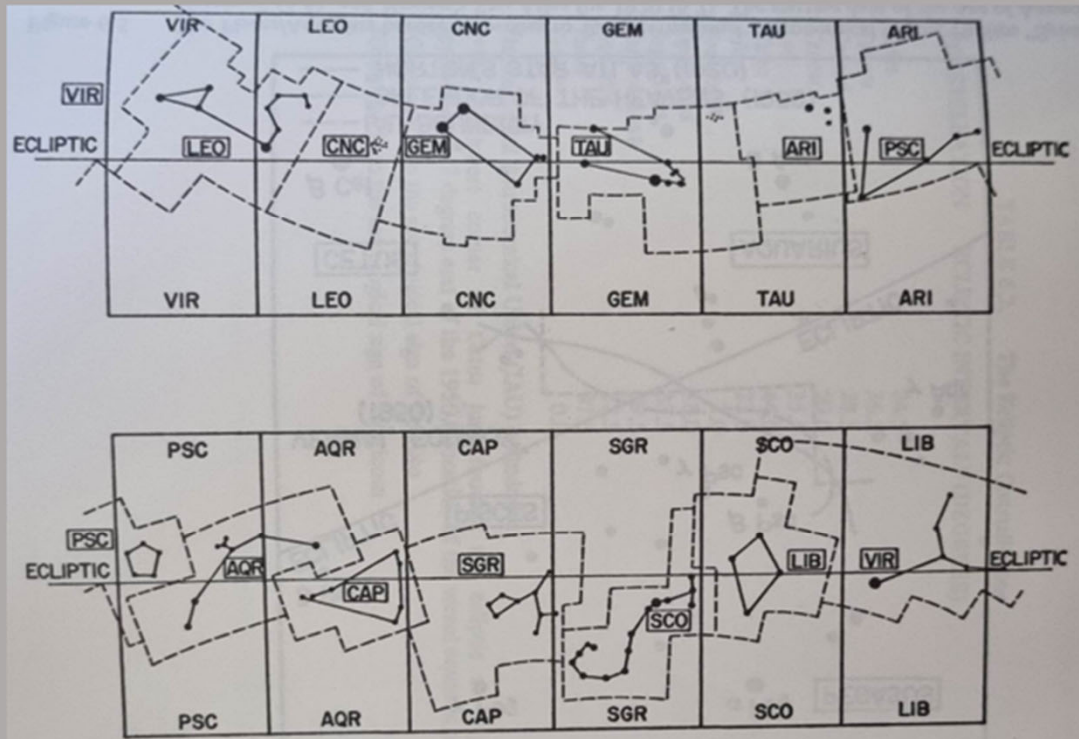 VIR LEO CNC GEM TAU ARI
VIR
ECLIPTIC LEO CNC GEM TAU ARI PSC ECLIPTIC
VIR LEO CNC GEM TAU ARI
PSC AQR CAP SGR SCO LIB
PSC
ECLIPTIC AQR CAP SGR SCO LIB VIR ECLIPTIC
PSC AQR CAP SGR SCO LIB